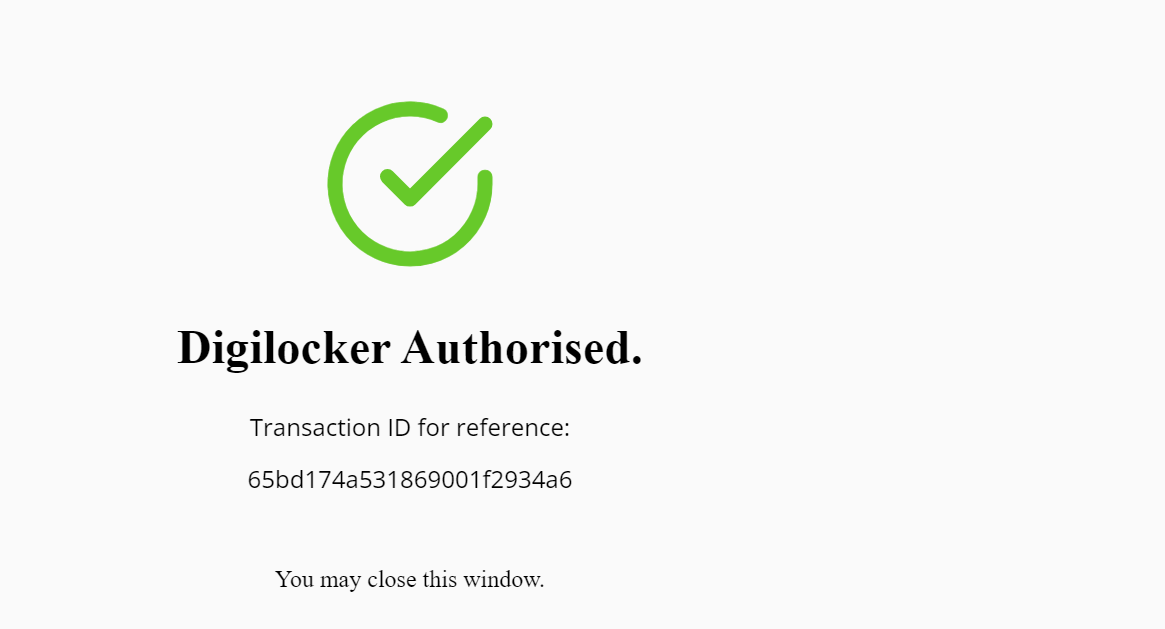 Digilocker Authorised.
Transaction ID for reference:
65bd174a531869001f2934a6
You may close this window.